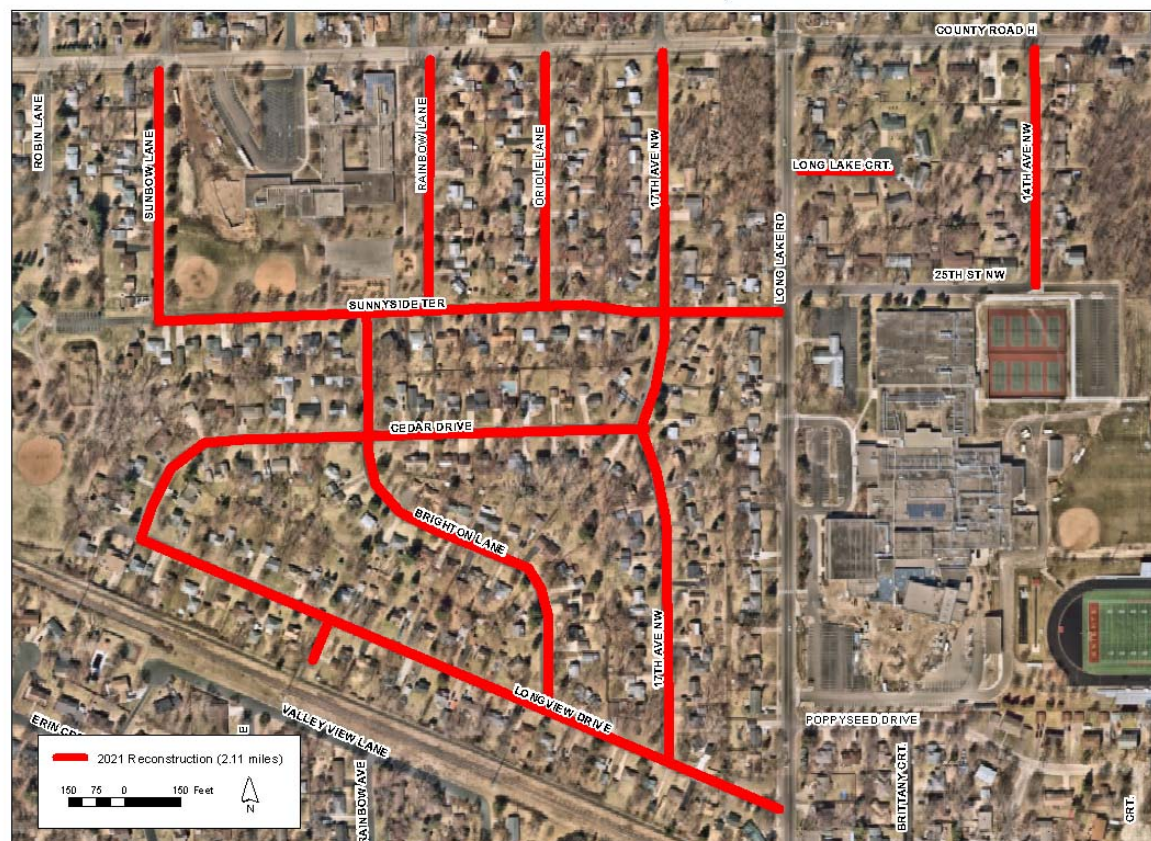 COUNTY ROAD H
ROBIN LANE
SUNBOW LANE
RAINBOW LANE
ORIOLE LANE
17TH AVE NW
LONG LAKE CRT.
14TH AVE NW
LONG LAKE RD
25TH ST NW
SUNNYSIDE TER
CEDAR DRIVE
BRIGHTON LANE
17TH AVE NW
LONGVIEW DRIVE
VALLEY VIEW LANE
POPPYSEED DRIVE
ERIN
E
RAINBOW AVE
BRITTANY CRT.
CRT.
2021 Reconstruction (2.11 miles)
150 75 0 150 Feet
N